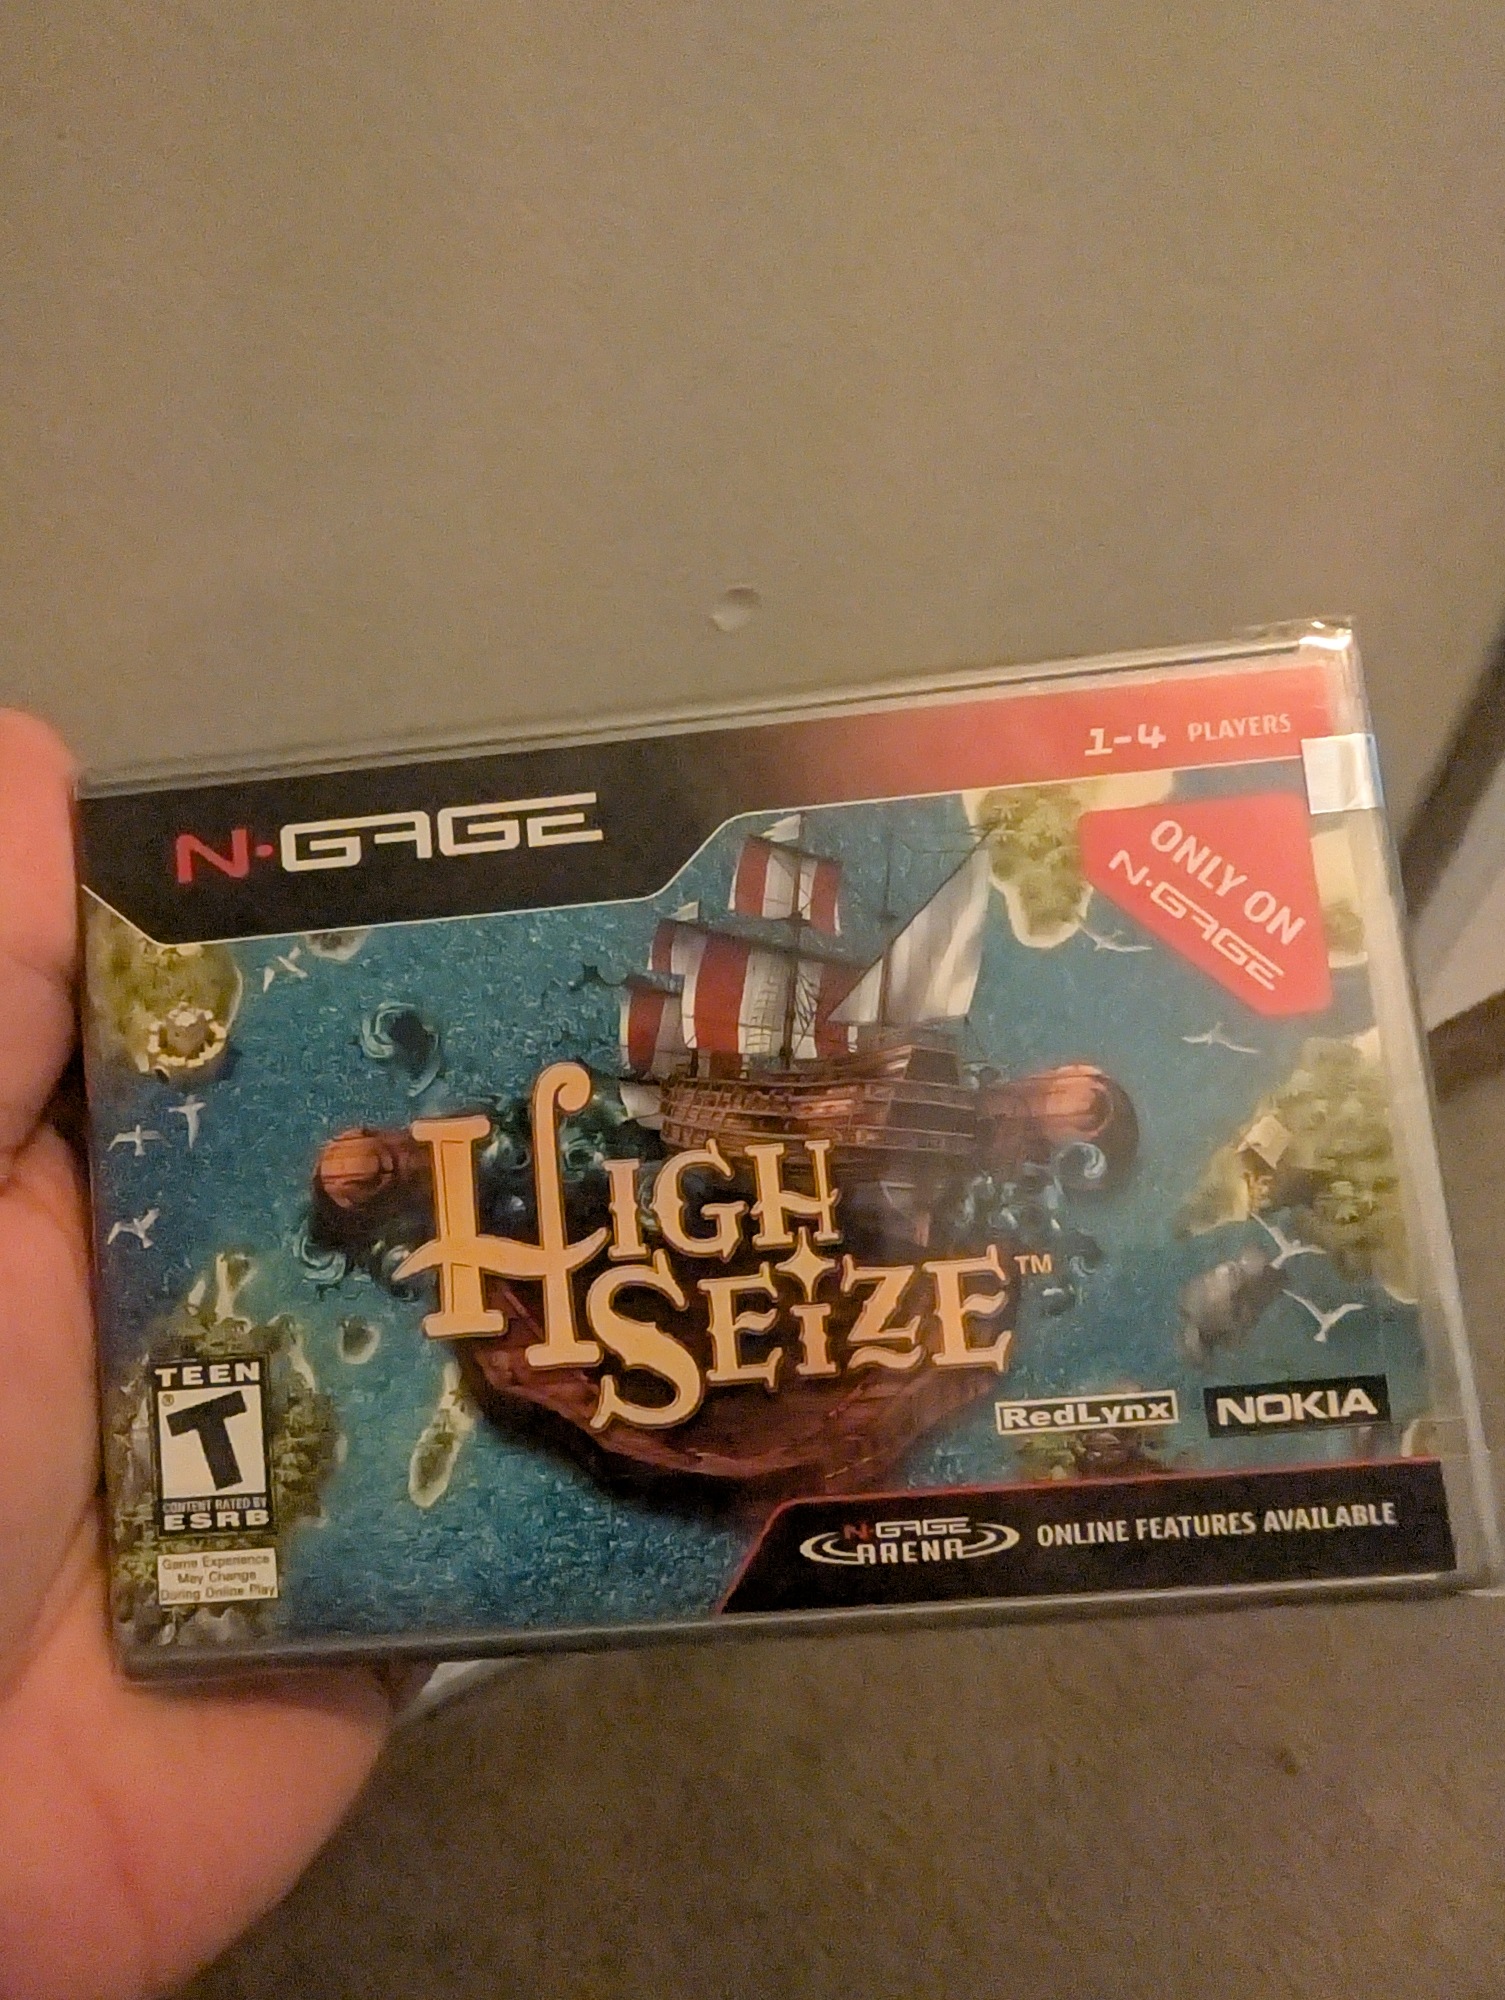 1-4 PLAYERS
N·GAGE
ONLY ON
N·GAGE
HIGH
SEIZE™
TEEN
T
®
CONTENT RATED BY
ESRB
Game Experience
May Change
During Online Play
RedLynx
NOKIA
N·GAGE
ARENA
ONLINE FEATURES AVAILABLE